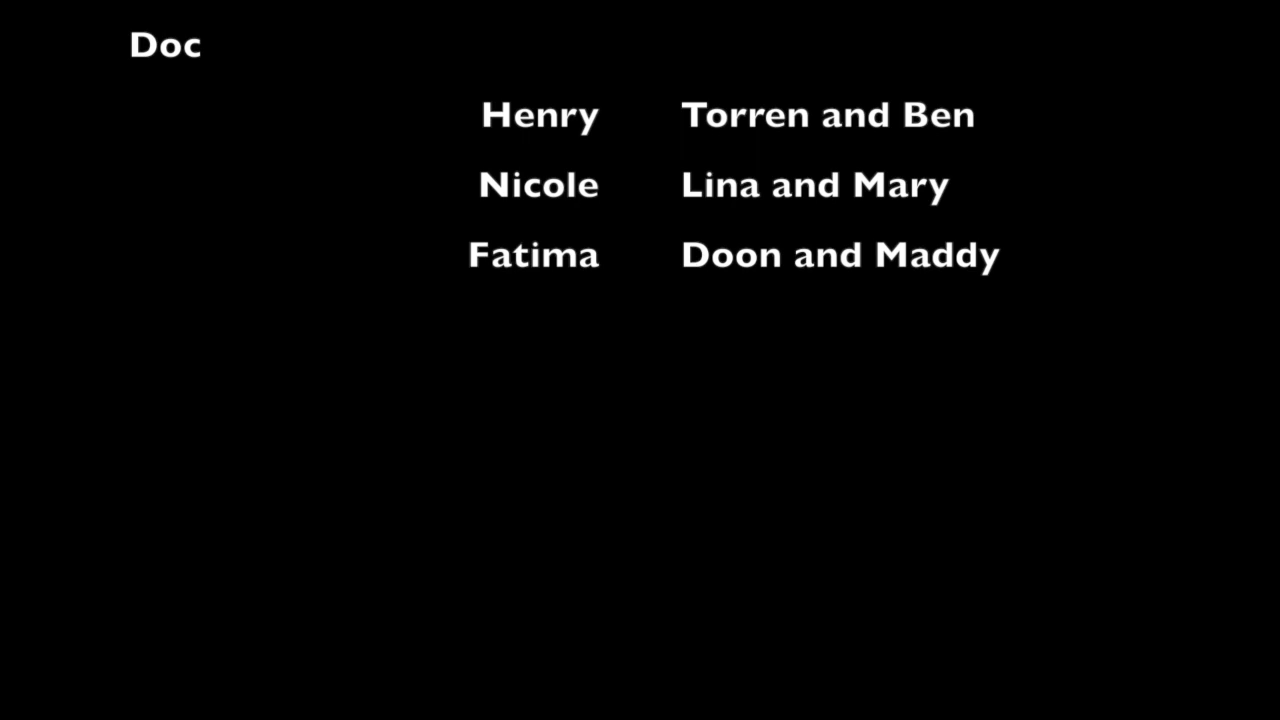 Doc
Henry Torren and Ben
Nicole Lina and Mary
Fatima Doon and Maddy